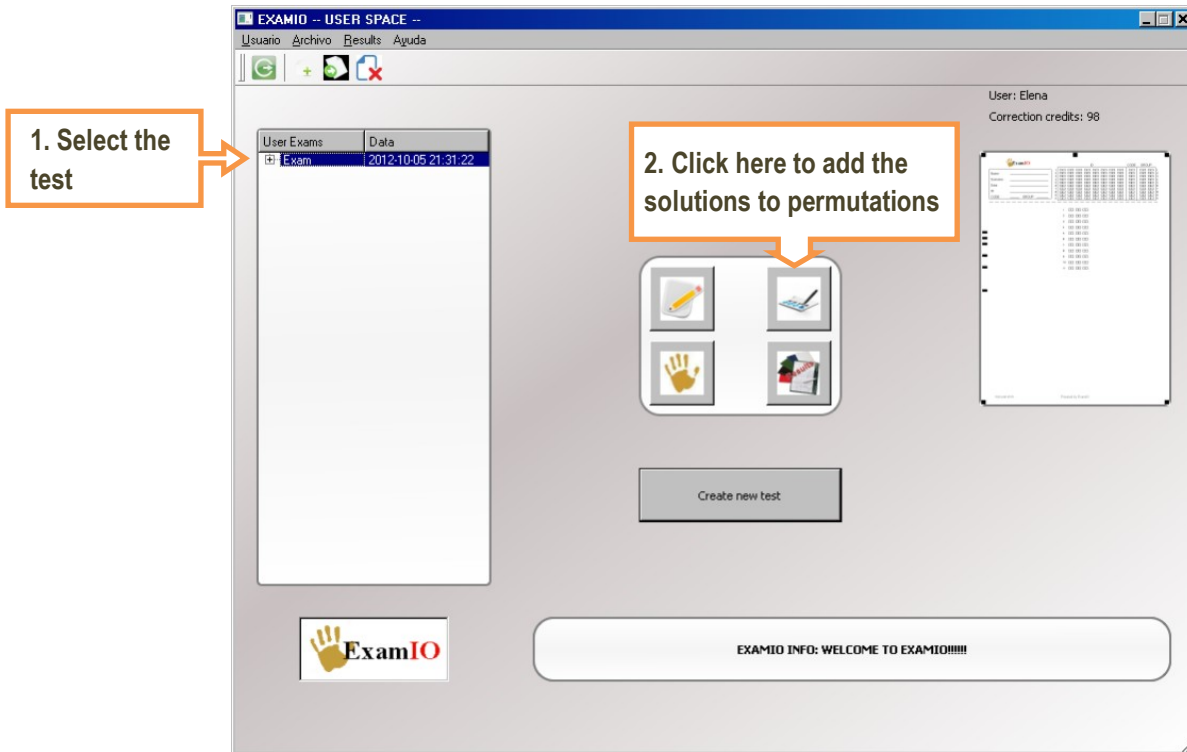 EXAMIO -- USER SPACE --
Usuario Archivo Results Ayuda
User: Elena
Correction credits: 98
1. Select the
test
User Exams Data
Exam 2012-10-05 21:31:22
2. Click here to add the
solutions to permutations
ExamIO
Create new test
ExamIO
EXAMIO INFO: WELCOME TO EXAMIO!!!!!!